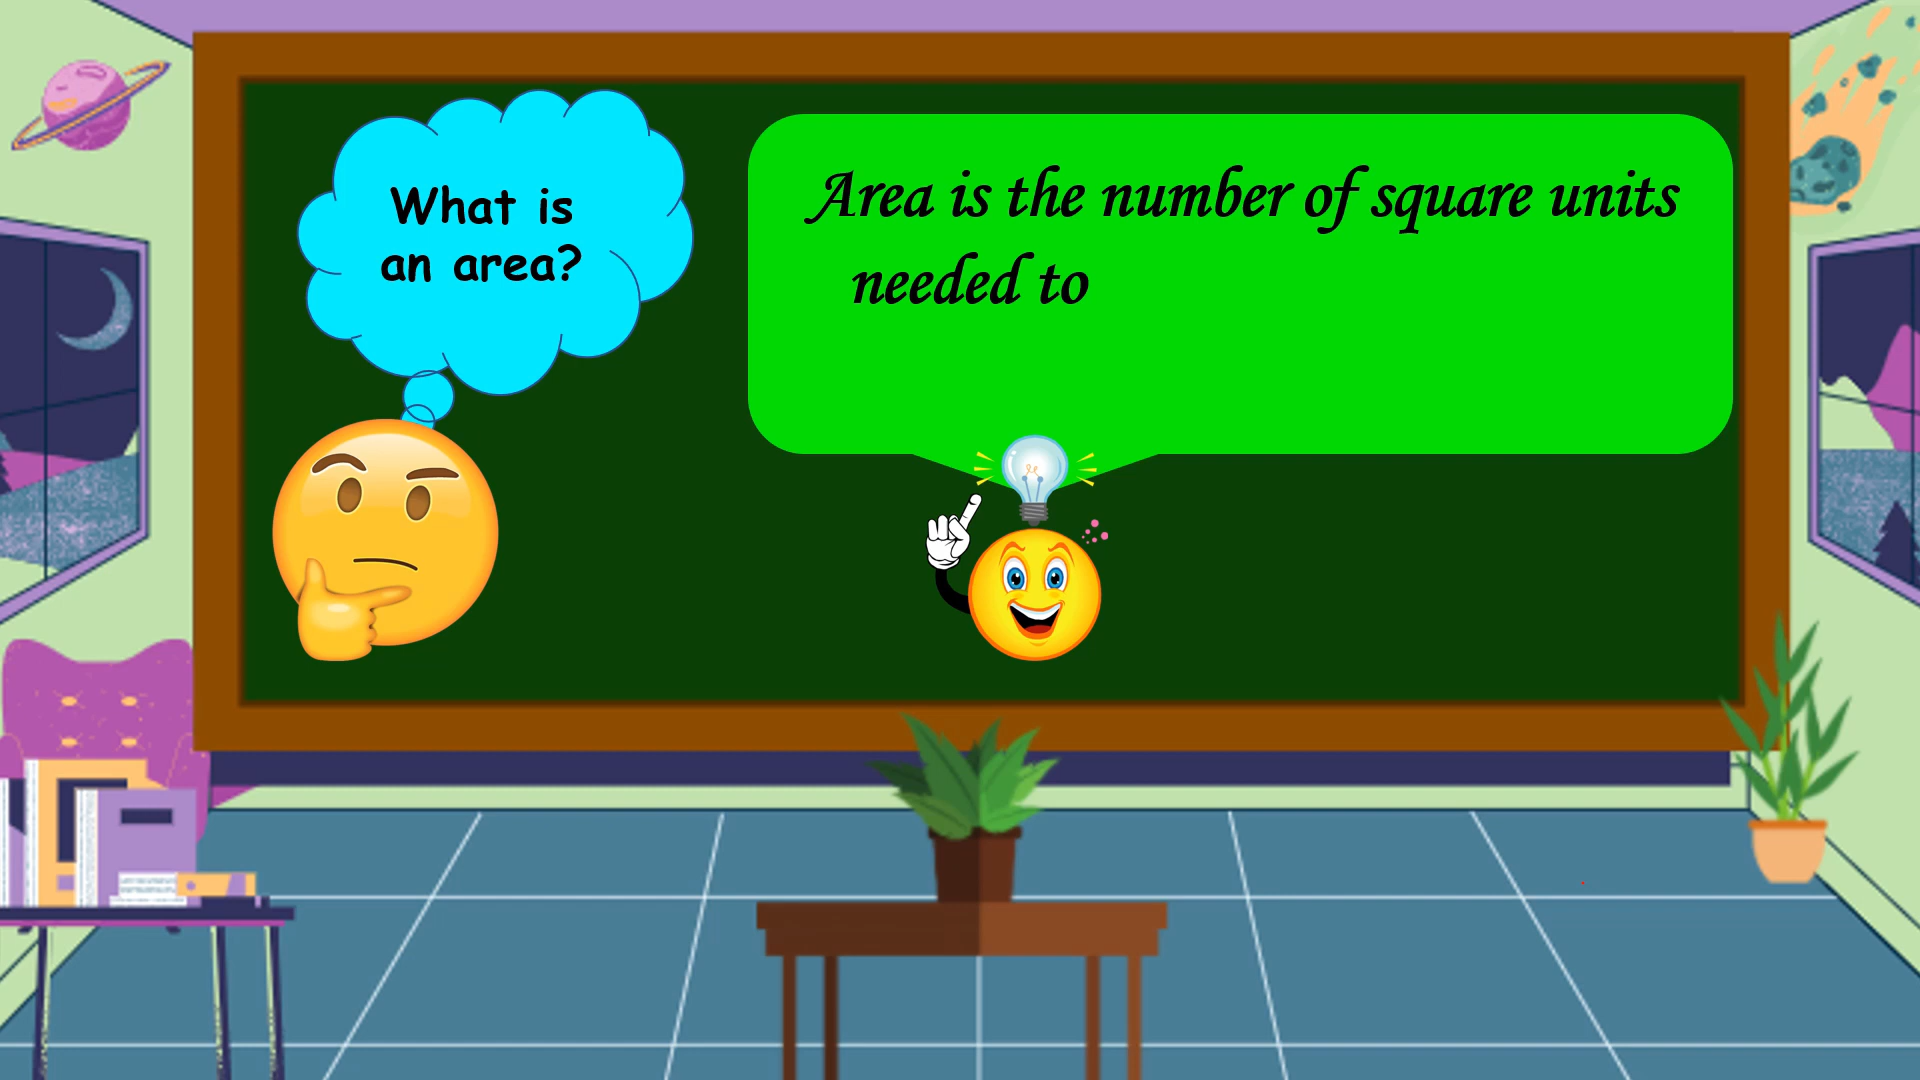 What is
an area?
Area is the number of square units
needed to